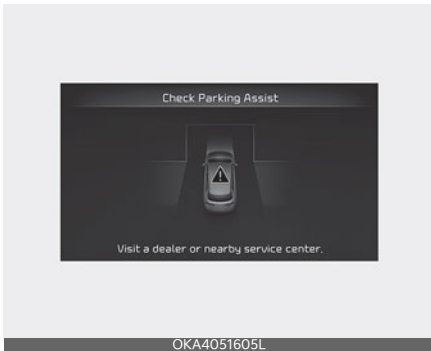 Check Parking Assist
Visit a dealer or nearby service center.
OKA4051605L